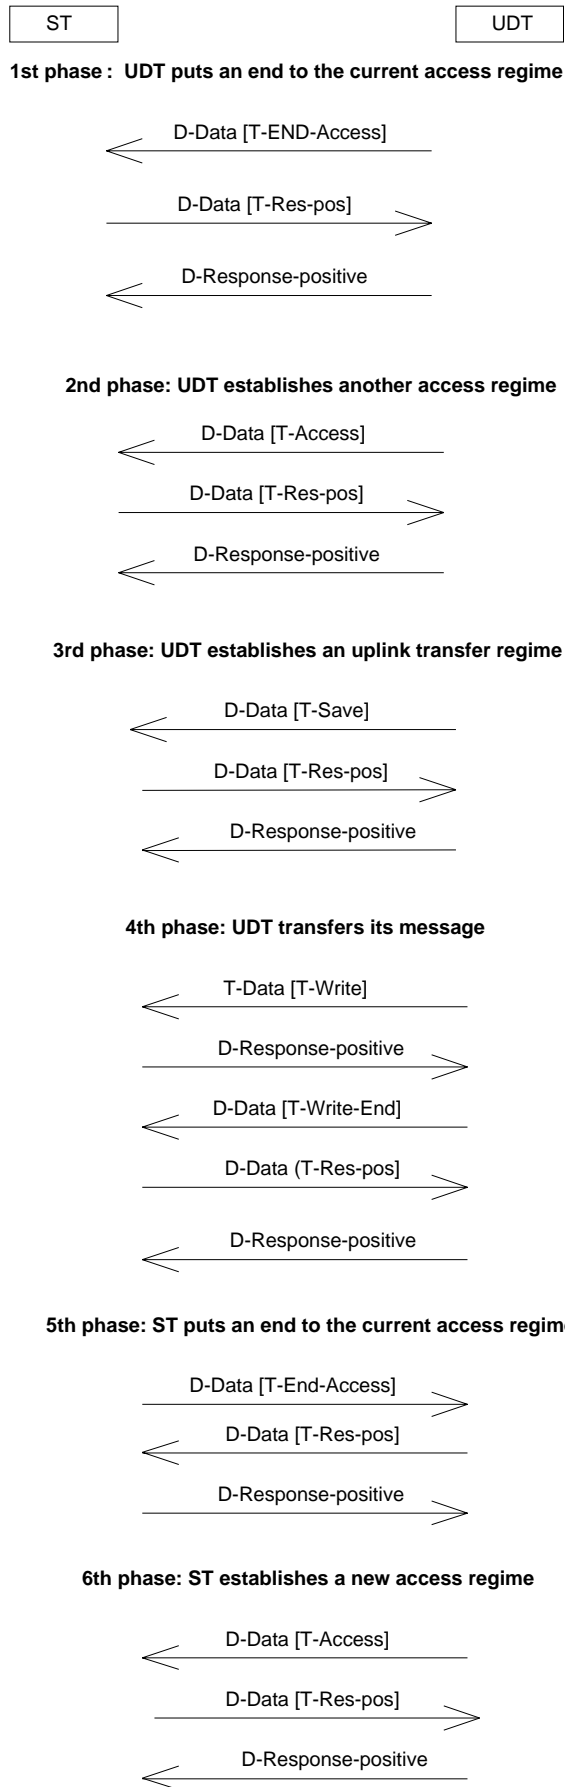 ST UDT
1st phase : UDT puts an end to the current access regime
D-Data [T-END-Access]
D-Data [T-Res-pos]
D-Response-positive
2nd phase: UDT establishes another access regime
D-Data [T-Access]
D-Data [T-Res-pos]
D-Response-positive
3rd phase: UDT establishes an uplink transfer regime
D-Data [T-Save]
D-Data [T-Res-pos]
D-Response-positive
4th phase: UDT transfers its message
T-Data [T-Write]
D-Response-positive
D-Data [T-Write-End]
D-Data (T-Res-pos]
D-Response-positive
5th phase: ST puts an end to the current access regim
D-Data [T-End-Access]
D-Data [T-Res-pos]
D-Response-positive
6th phase: ST establishes a new access regime
D-Data [T-Access]
D-Data [T-Res-pos]
D-Response-positive